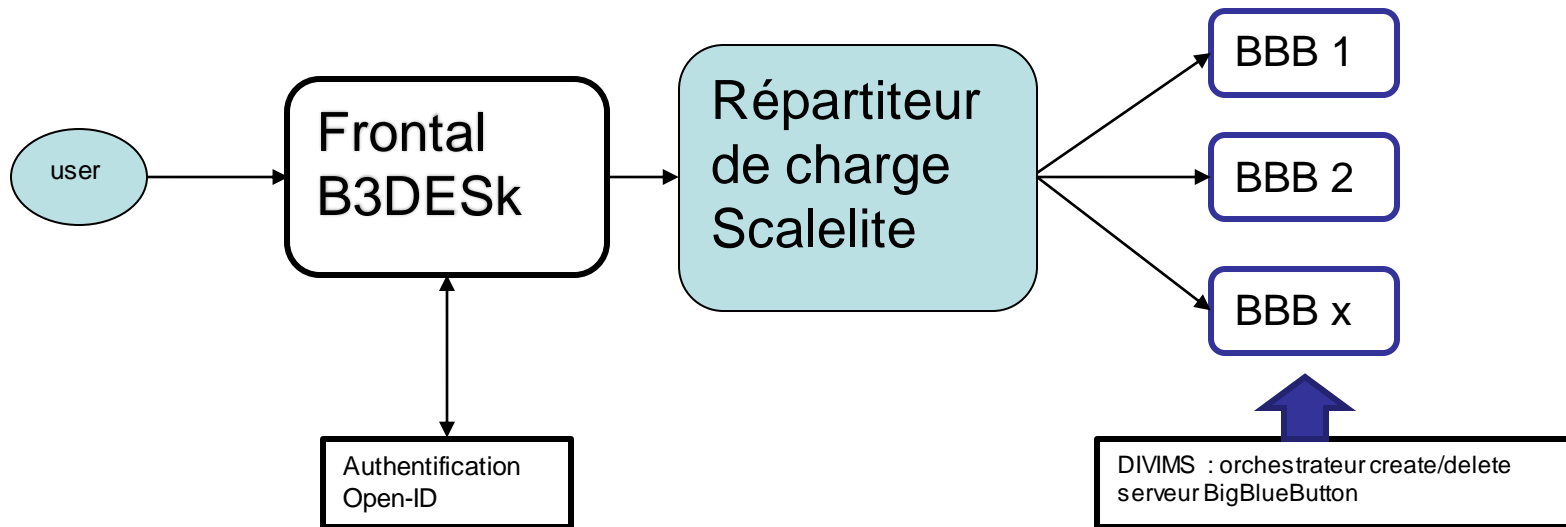 user
Frontal
B3DESk
Répartiteur
de charge
Scalelite
BBB 1
BBB 2
BBB x
Authentification
Open-ID
DIVIMS : orchestrateur create/delete
serveur BigBlueButton